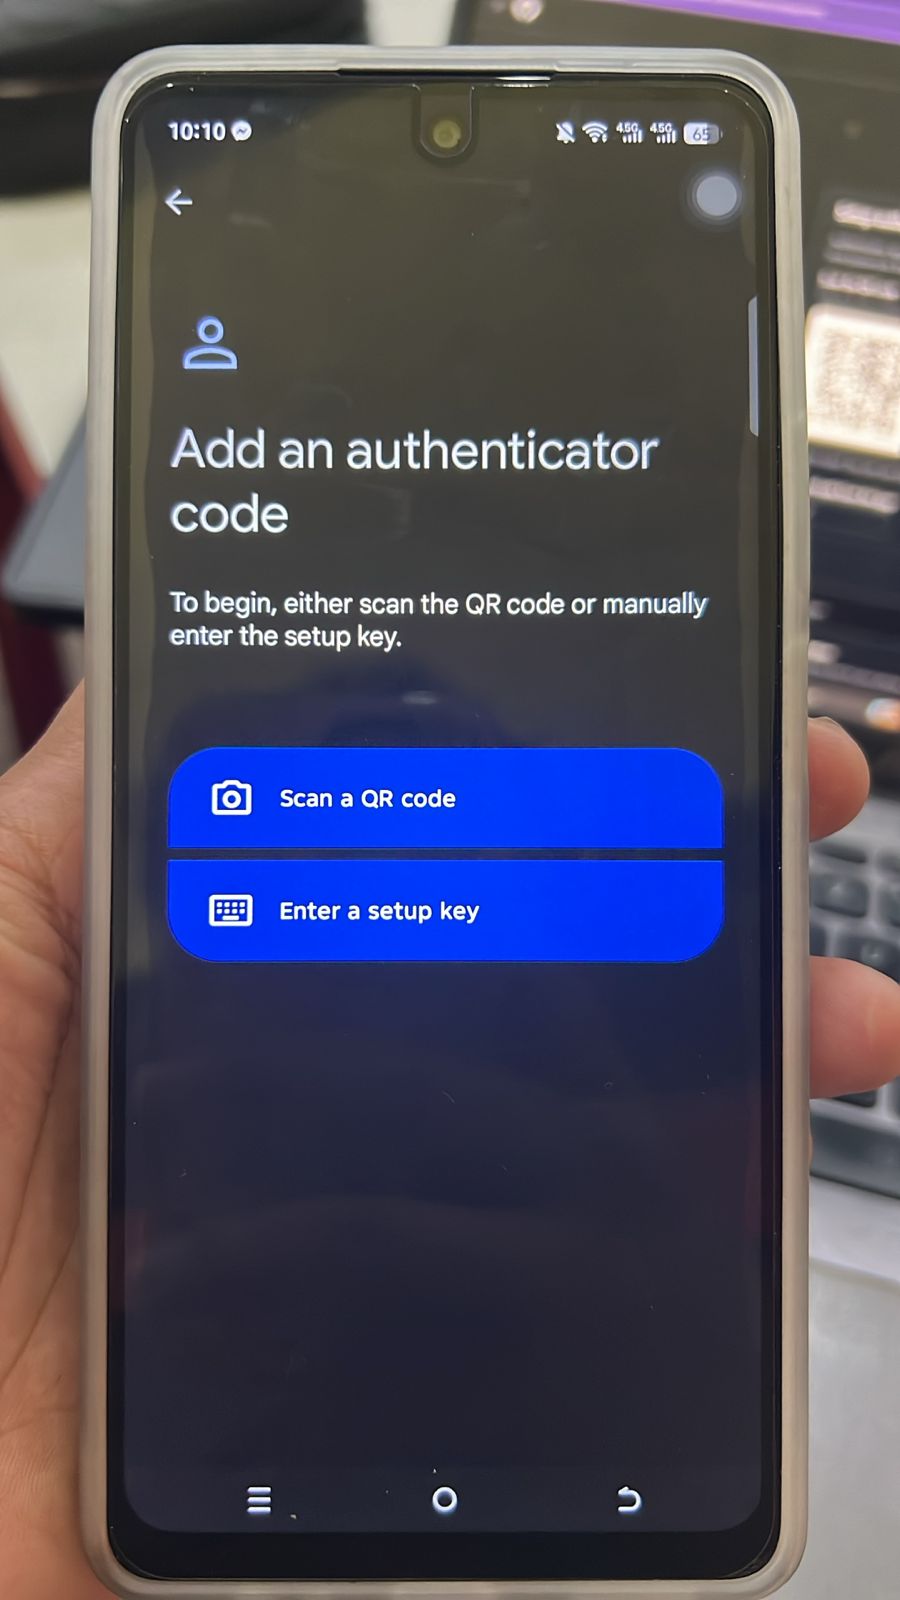 10:10
4.5G 4.5G 65
Add an authenticator
code
To begin, either scan the QR code or manually
enter the setup key.
Scan a QR code
Enter a setup key